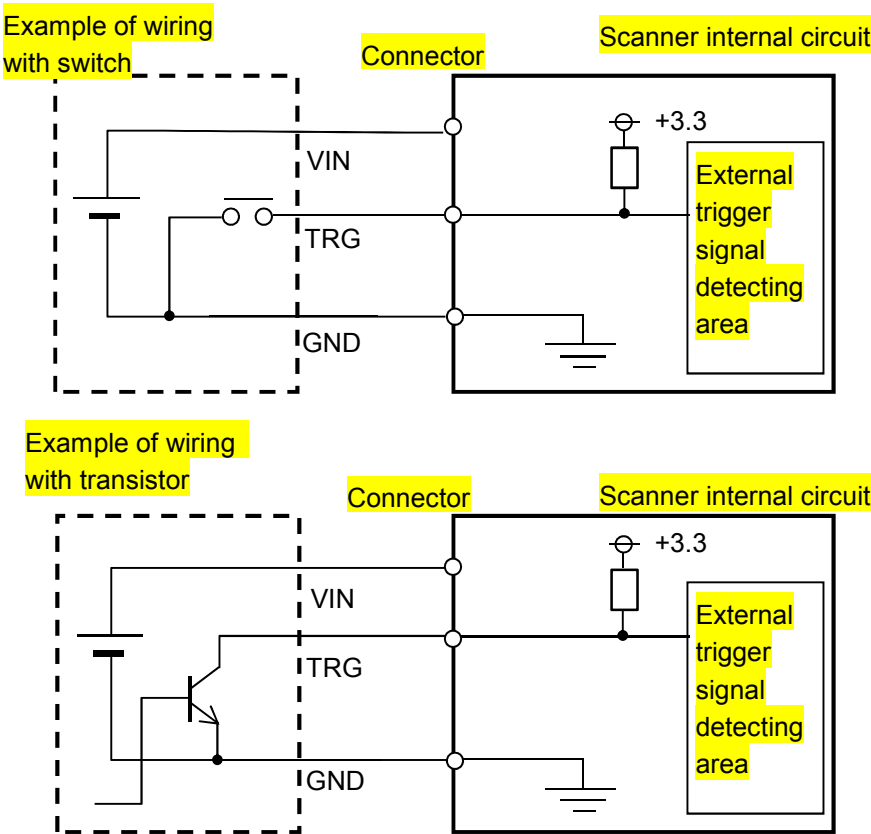 Example of wiring
with switch
Connector
Scanner internal circuit
+3.3
VIN
TRG
GND
External
trigger
signal
detecting
area
Example of wiring
with transistor
Connector
Scanner internal circuit
+3.3
VIN
TRG
GND
External
trigger
signal
detecting
area